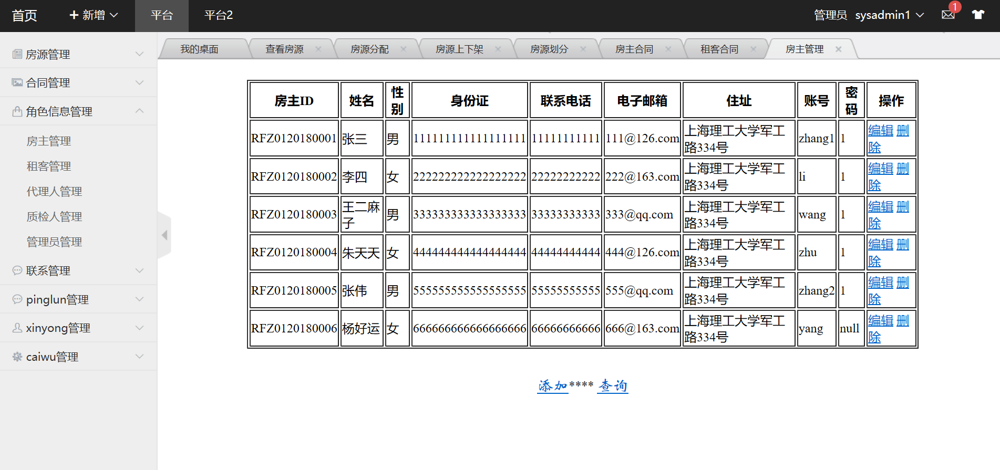 首页 新增 平台 平台2 管理员 sysadmin1 1
我的桌面 查看房源 房源分配 房源上下架 房源划分 房主合同 租客合同 房主管理
房源管理
合同管理
角色信息管理
房主管理
租客管理
代理人管理
质检人管理
管理员管理
联系管理
pinglun管理
xinyong管理
caiwu管理
房主ID 姓名 性别 身份证 联系电话 电子邮箱 住址 账号 密码 操作
RFZ0120180001 张三 男 111111111111111111 11111111111 111@126.com 上海理工大学军工路334号 zhang1 1 编辑 删除
RFZ0120180002 李四 女 222222222222222222 22222222222 222@163.com 上海理工大学军工路334号 li 1 编辑 删除
RFZ0120180003 王二麻子 男 333333333333333333 33333333333 333@qq.com 上海理工大学军工路334号 wang 1 编辑 删除
RFZ0120180004 朱天天 女 444444444444444444 44444444444 444@126.com 上海理工大学军工路334号 zhu 1 编辑 删除
RFZ0120180005 张伟 男 555555555555555555 55555555555 555@qq.com 上海理工大学军工路334号 zhang2 1 编辑 删除
RFZ0120180006 杨好运 女 666666666666666666 66666666666 666@163.com 上海理工大学军工路334号 yang null 编辑 删除
添加**** 查询